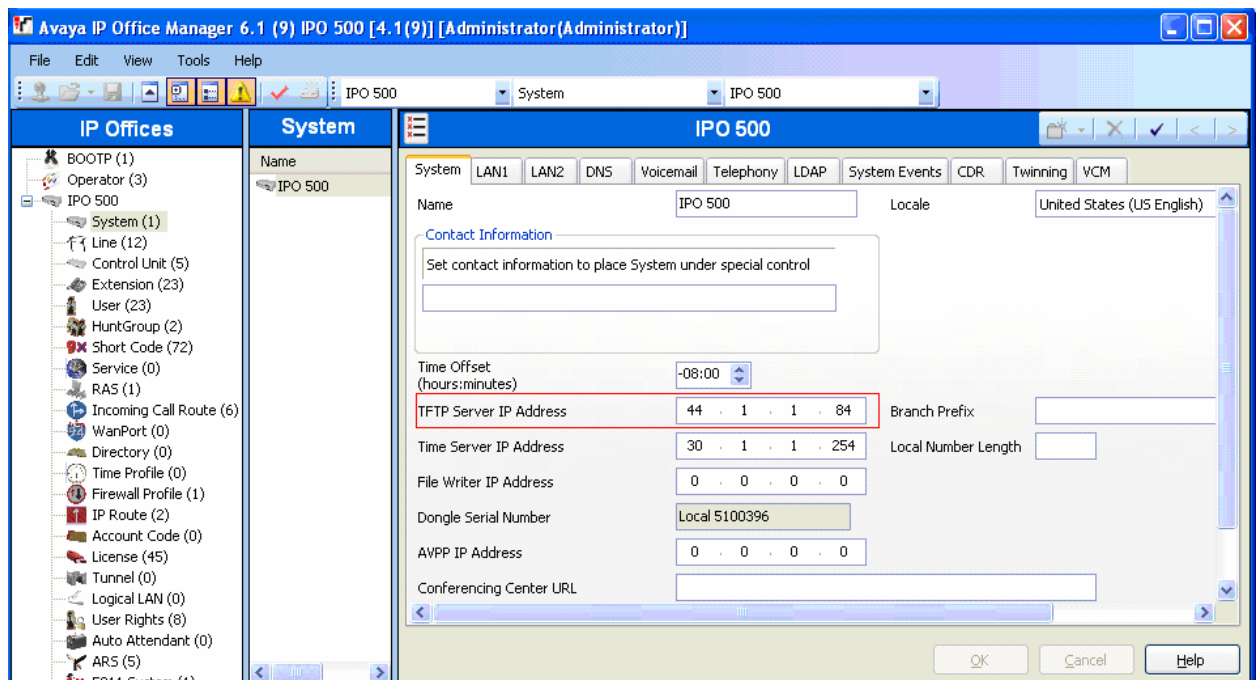 Avaya IP Office Manager 6.1 (9) IPO 500 [4.1(9)] [Administrator(Administrator)]
File Edit View Tools Help
IPO 500 System IPO 500
IP Offices
BOOTP (1)
Operator (3)
IPO 500
System (1)
Line (12)
Control Unit (5)
Extension (23)
User (23)
HuntGroup (2)
Short Code (72)
Service (0)
RAS (1)
Incoming Call Route (6)
WanPort (0)
Directory (0)
Time Profile (0)
Firewall Profile (1)
IP Route (2)
Account Code (0)
License (45)
Tunnel (0)
Logical LAN (0)
User Rights (8)
Auto Attendant (0)
ARS (5)
System
Name
IPO 500
IPO 500
System LAN1 LAN2 DNS Voicemail Telephony LDAP System Events CDR Twinning VCM
Name IPO 500 Locale United States (US English)
Contact Information
Set contact information to place System under special control
Time Offset
(hours:minutes) -08:00
TFTP Server IP Address 44 . 1 . 1 . 84 Branch Prefix
Time Server IP Address 30 . 1 . 1 . 254 Local Number Length
File Writer IP Address 0 . 0 . 0 . 0
Dongle Serial Number Local 5100396
AVPP IP Address 0 . 0 . 0 . 0
Conferencing Center URL
OK Cancel Help